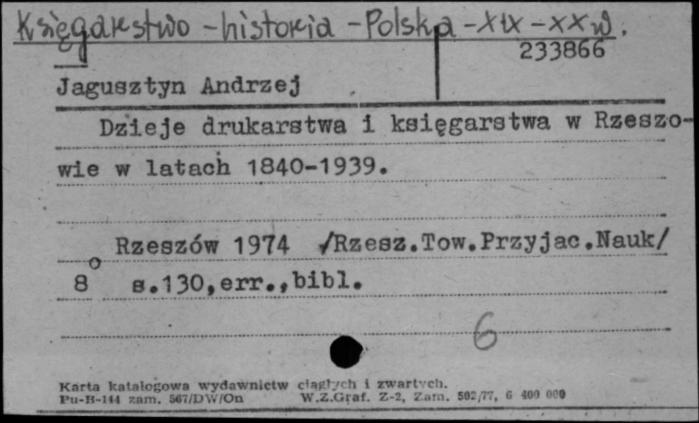 Księgarstwo - historia - Polska - XIX - XX w.
233866
Jagusztyn Andrzej
Dzieje drukarstwa i księgarstwa w Rzeszo-
wie w latach 1840-1939.
Rzeszów 1974 /Rzesz.Tow.Przyjac.Nauk/
8° s.130,err.,bibl.
6
Karta katalogowa wydawnictw ciągłych i zwartych.
Pu-B-144 zam. 567/DW/On W.Z.Graf. Z-2, Zam. 502/77, 6 400 000